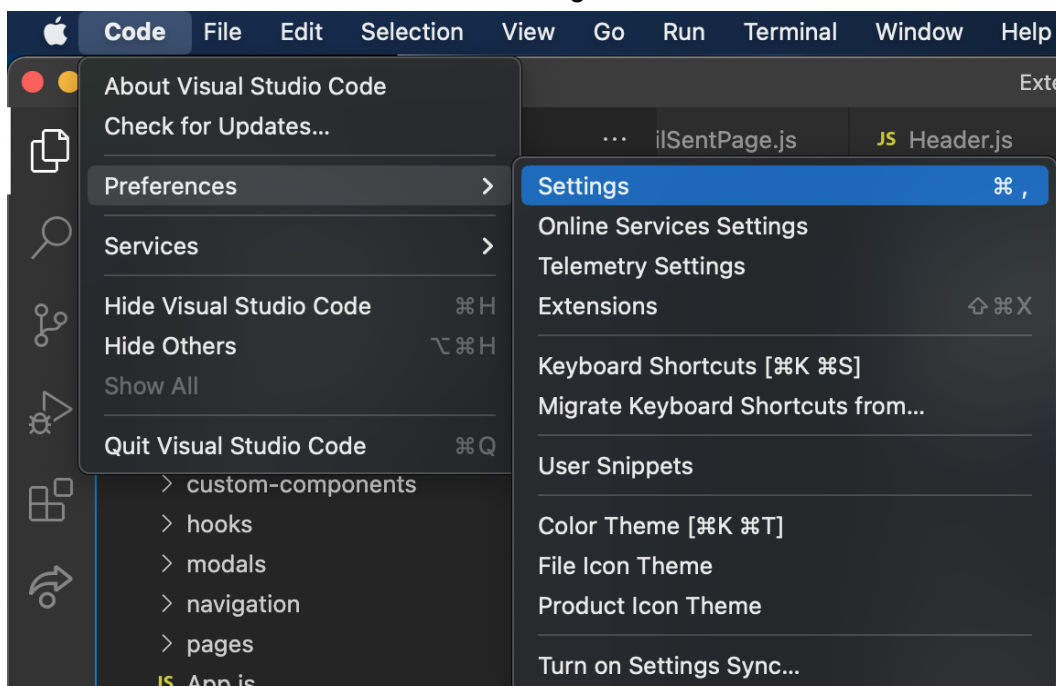 Code File Edit Selection View Go Run Terminal Window Help
About Visual Studio Code
Check for Updates...
Preferences
Services
Hide Visual Studio Code ⌘H
Hide Others ⌥⌘H
Show All
Quit Visual Studio Code ⌘Q
Exte
... ilSentPage.js JS Header.js
Settings ⌘ ,
Online Services Settings
Telemetry Settings
Extensions ⇧⌘X
Keyboard Shortcuts [⌘K ⌘S]
Migrate Keyboard Shortcuts from...
User Snippets
Color Theme [⌘K ⌘T]
File Icon Theme
Product Icon Theme
Turn on Settings Sync...
> custom-components
> hooks
> modals
> navigation
> pages
JS App.js